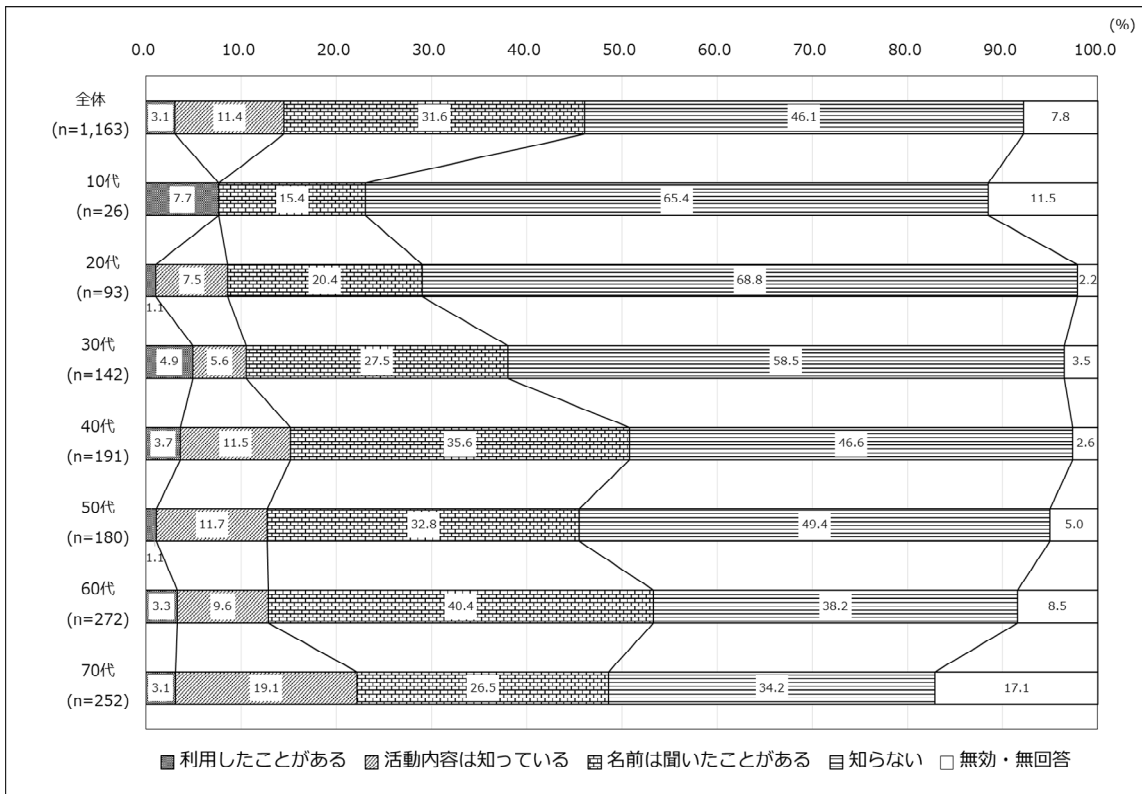 (%)
0.0 10.0 20.0 30.0 40.0 50.0 60.0 70.0 80.0 90.0 100.0
全体
(n=1,163)
3.1 11.4 31.6 46.1 7.8
10代
(n=26)
7.7 15.4 65.4 11.5
20代
(n=93)
7.5 20.4 68.8 2.2
1.1
30代
(n=142)
4.9 5.6 27.5 58.5 3.5
40代
(n=191)
3.7 11.5 35.6 46.6 2.6
50代
(n=180)
11.7 32.8 49.4 5.0
1.1
60代
(n=272)
3.3 9.6 40.4 38.2 8.5
70代
(n=252)
3.1 19.1 26.5 34.2 17.1
利用したことがある 活動内容は知っている 名前は聞いたことがある 知らない 無効・無回答